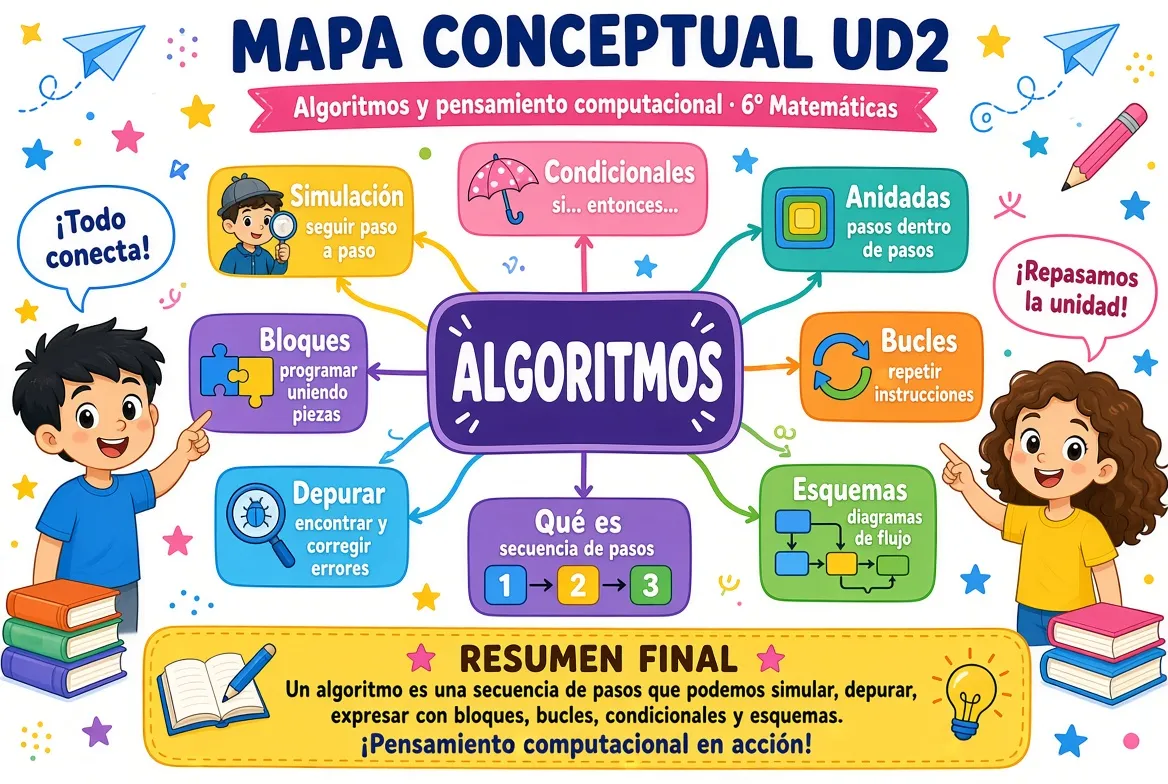 MAPA CONCEPTUAL UD2
Algoritmos y pensamiento computacional · 6º Matemáticas
¡Todo
conecta!
Simulación
seguir paso
a paso
Condicionales
si... entonces...
Anidadas
pasos dentro
de pasos
¡Repasamos
la unidad!
Bloques
programar
uniendo
piezas
ALGORITMOS
Bucles
repetir
instrucciones
Depurar
encontrar y
corregir
errores
Qué es
secuencia de pasos
1 2 3
Esquemas
diagramas
de flujo
RESUMEN FINAL
Un algoritmo es una secuencia de pasos que podemos simular, depurar,
expresar con bloques, bucles, condicionales y esquemas.
¡Pensamiento computacional en acción!